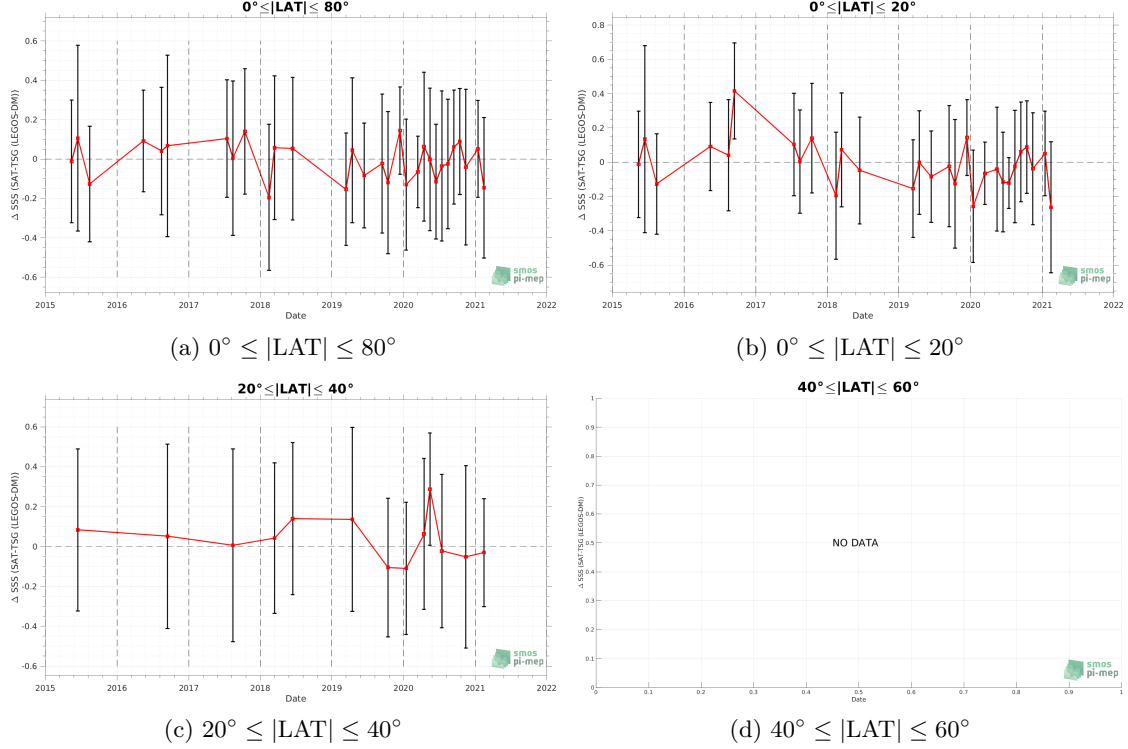 0°≤|LAT|≤ 80°
Δ SSS (SAT-TSG (LEGOS-DM))
0.6
0.4
0.2
0
-0.2
-0.4
-0.6
2015 2016 2017 2018 2019 2020 2021 2022
Date
smos
pi-mep
(a) 0° ≤ |LAT| ≤ 80°
0°≤|LAT|≤ 20°
Δ SSS (SAT-TSG (LEGOS-DM))
0.8
0.6
0.4
0.2
0
-0.2
-0.4
-0.6
2015 2016 2017 2018 2019 2020 2021 2022
Date
smos
pi-mep
(b) 0° ≤ |LAT| ≤ 20°
20°≤|LAT|≤ 40°
Δ SSS (SAT-TSG (LEGOS-DM))
0.6
0.4
0.2
0
-0.2
-0.4
-0.6
2015 2016 2017 2018 2019 2020 2021 2022
Date
smos
pi-mep
(c) 20° ≤ |LAT| ≤ 40°
40°≤|LAT|≤ 60°
Δ SSS (SAT-TSG (LEGOS-DM))
1
0.9
0.8
0.7
0.6
0.5
0.4
0.3
0.2
0.1
0
NO DATA
0 0.1 0.2 0.3 0.4 0.5 0.6 0.7 0.8 0.9 1
Date
smos
pi-mep
(d) 40° ≤ |LAT| ≤ 60°